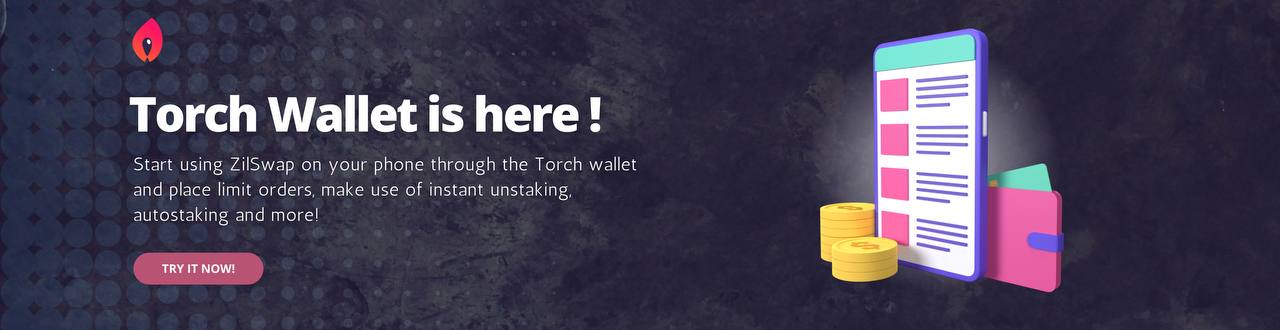 Torch Wallet is here !
Start using ZilSwap on your phone through the Torch wallet
and place limit orders, make use of instant unstaking,
autostaking and more!
TRY IT NOW!